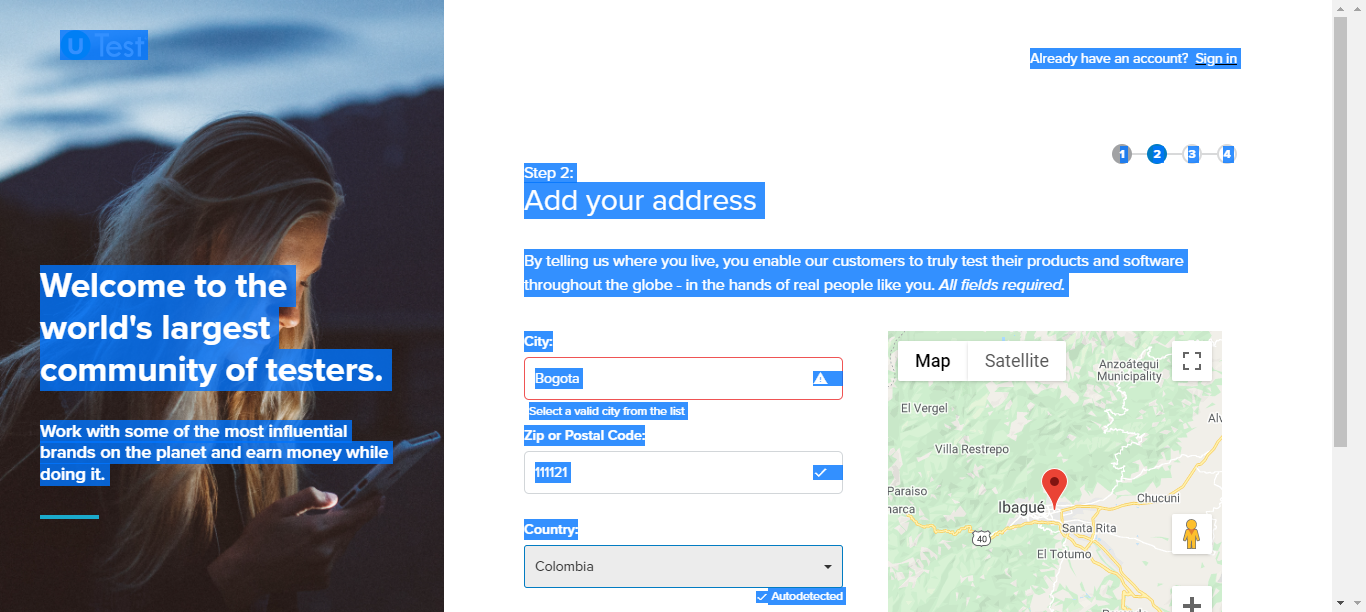 u Test
Already have an account? Sign in
1 2 3 4
Step 2:
Add your address
Welcome to the
world's largest
community of testers.
Work with some of the most influential
brands on the planet and earn money while
doing it.
By telling us where you live, you enable our customers to truly test their products and software
throughout the globe - in the hands of real people like you. All fields required.
City:
Bogota
Select a valid city from the list
Zip or Postal Code:
111121
Country:
Colombia
Autodetected
Map
Satellite
Anzoátegui
Municipality
El Vergel
Villa Restrepo
Paraiso
Chucuni
Ibagué
Santa Rita
40
El Totumo